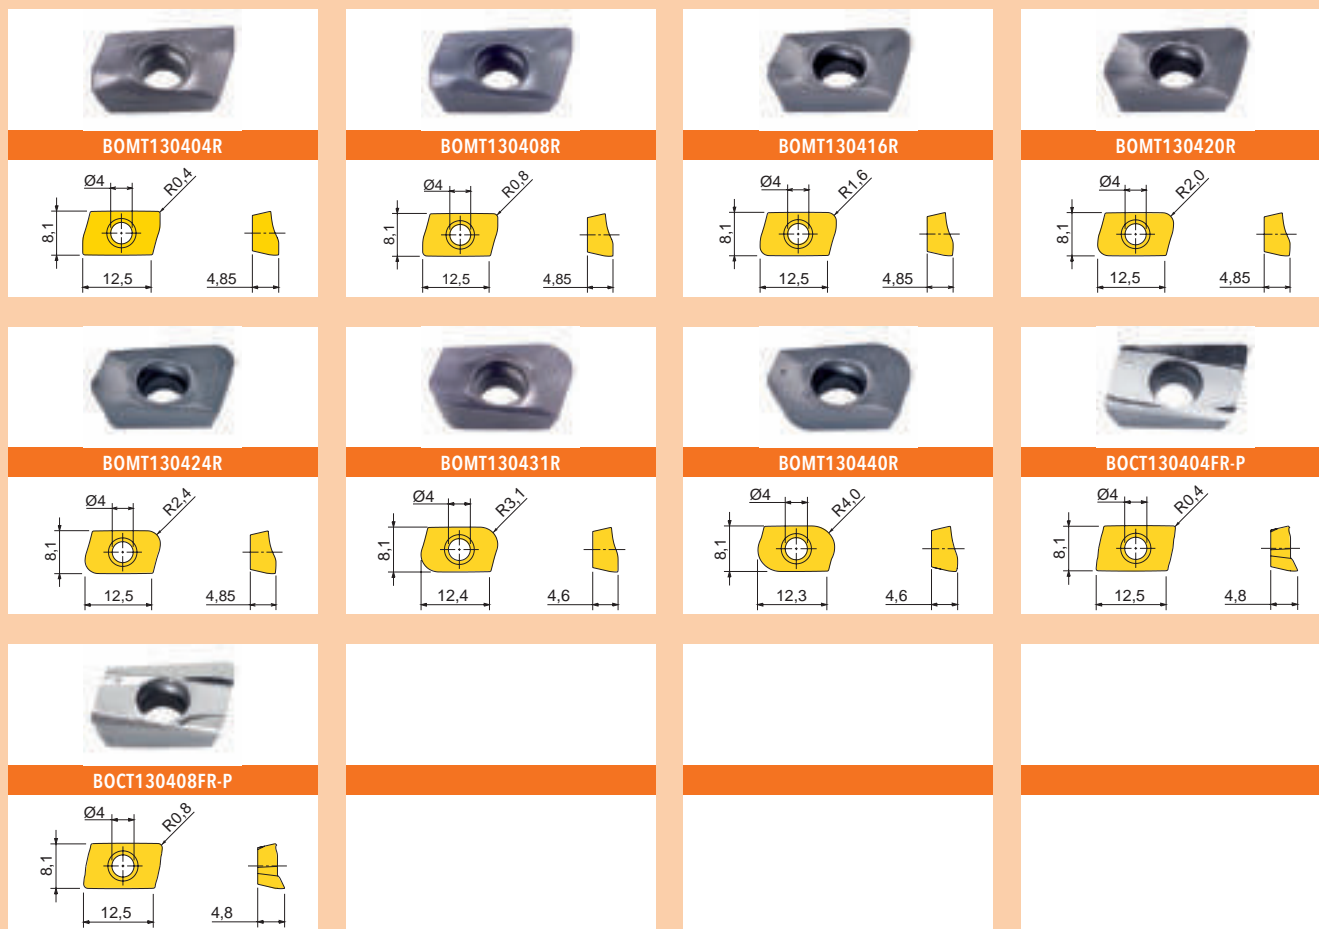 BOMT130404R
BOMT130408R
BOMT130416R
BOMT130420R
Ø4
R0,4
8,1
12,5
4,85
Ø4
R0,8
8,1
12,5
4,85
Ø4
R1,6
8,1
12,5
4,85
Ø4
R2,0
8,1
12,5
4,85
BOMT130424R
BOMT130431R
BOMT130440R
BOCT130404FR-P
Ø4
R2,4
8,1
12,5
4,85
Ø4
R3,1
8,1
12,4
4,6
Ø4
R4,0
8,1
12,3
4,6
Ø4
R0,4
8,1
12,5
4,8
BOCT130408FR-P
Ø4
R0,8
8,1
12,5
4,8